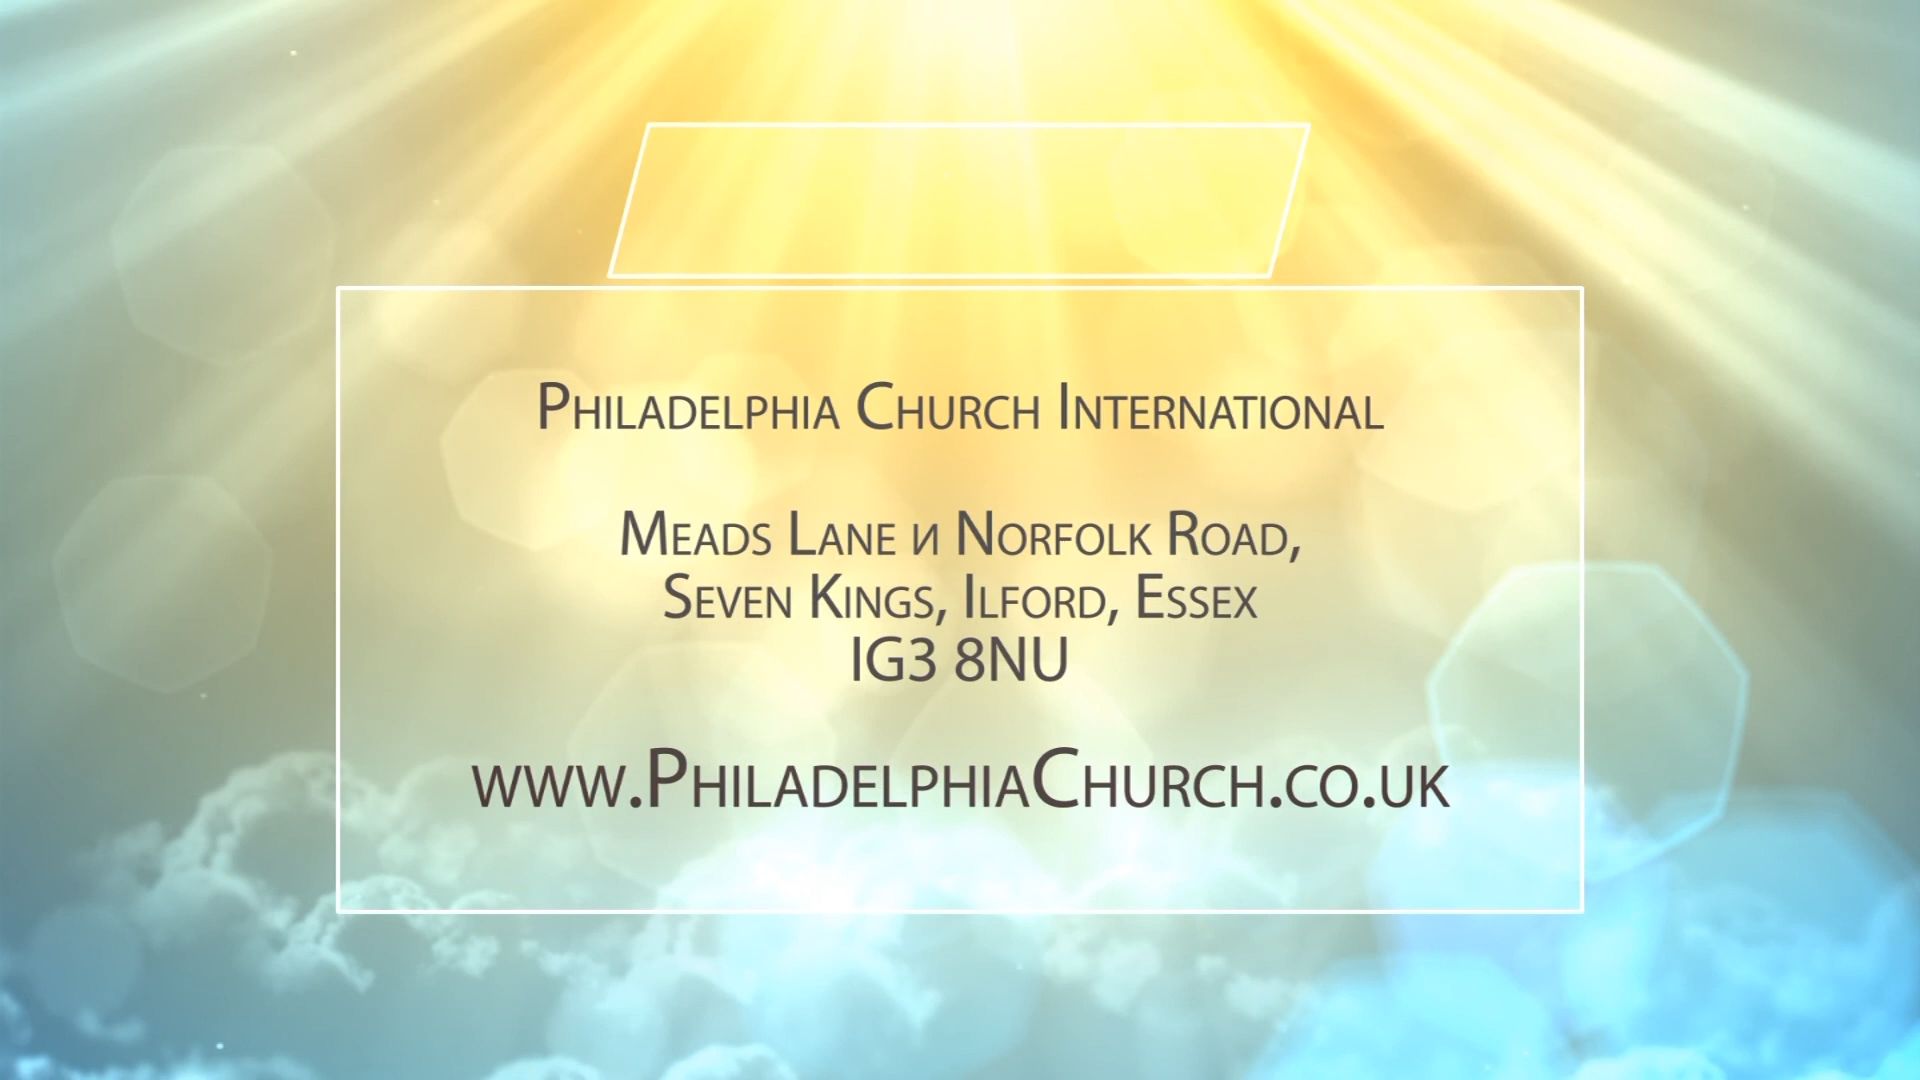 Philadelphia Church International
Meads Lane и Norfolk Road,
Seven Kings, Ilford, Essex
IG3 8NU
www.PhiladelphiaChurch.co.uk